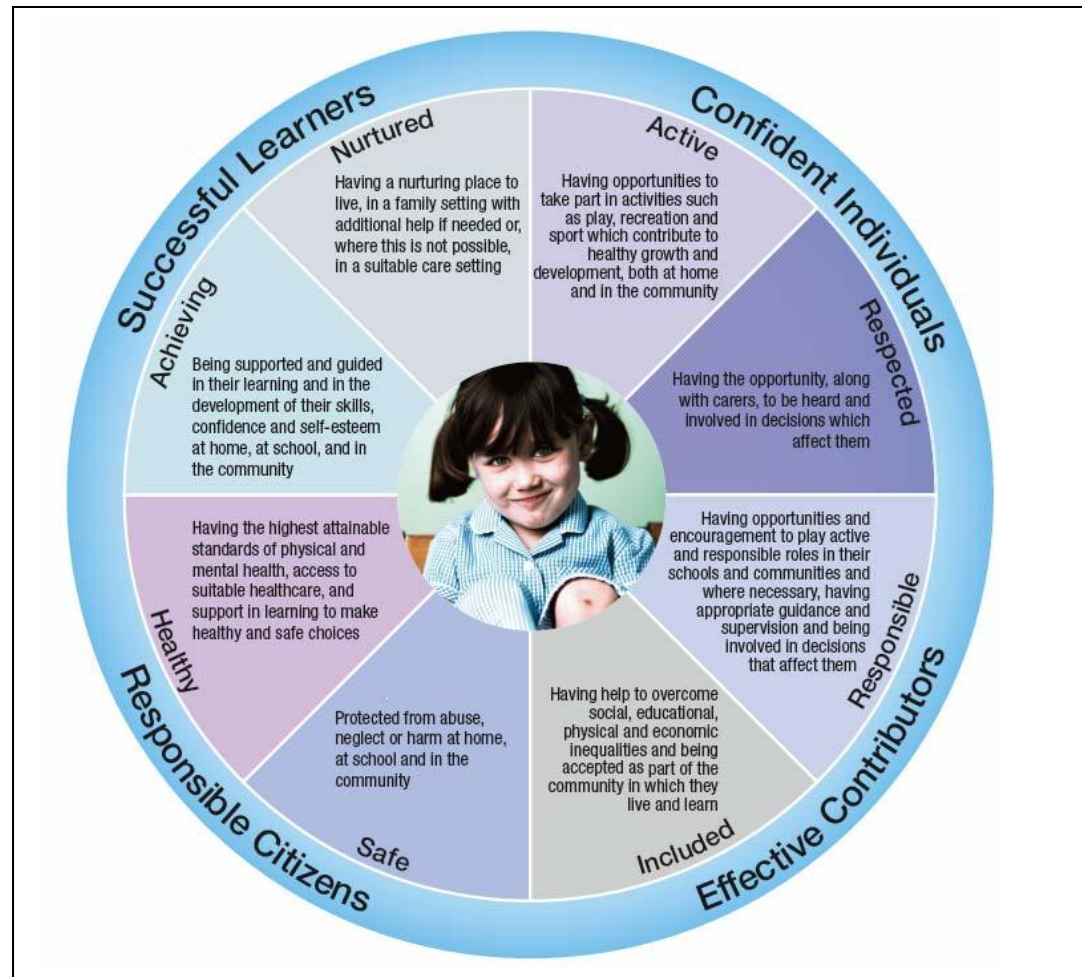 Successful Learners
Confident Individuals
Nurtured
Having a nurturing place to
live, in a family setting with
additional help if needed or,
where this is not possible,
in a suitable care setting
Active
Having opportunities to
take part in activities such
as play, recreation and
sport which contribute to
healthy growth and
development, both at home
and in the community
Achieving
Being supported and guided
in their learning and in the
development of their skills,
confidence and self-esteem
at home, at school, and in
the community
Respected
Having the opportunity, along
with carers, to be heard and
involved in decisions which
affect them
Healthy
Having the highest attainable
standards of physical and
mental health, access to
suitable healthcare, and
support in learning to make
healthy and safe choices
Responsible
Having opportunities and
encouragement to play active
and responsible roles in their
schools and communities and
where necessary, having
appropriate guidance and
supervision and being
involved in decisions
that affect them
Protected from abuse,
neglect or harm at home,
at school and in the
community
Safe
Having help to overcome
social, educational,
physical and economic
inequalities and being
accepted as part of the
community in which they
live and learn
Included
Responsible Citizens
Effective Contributors